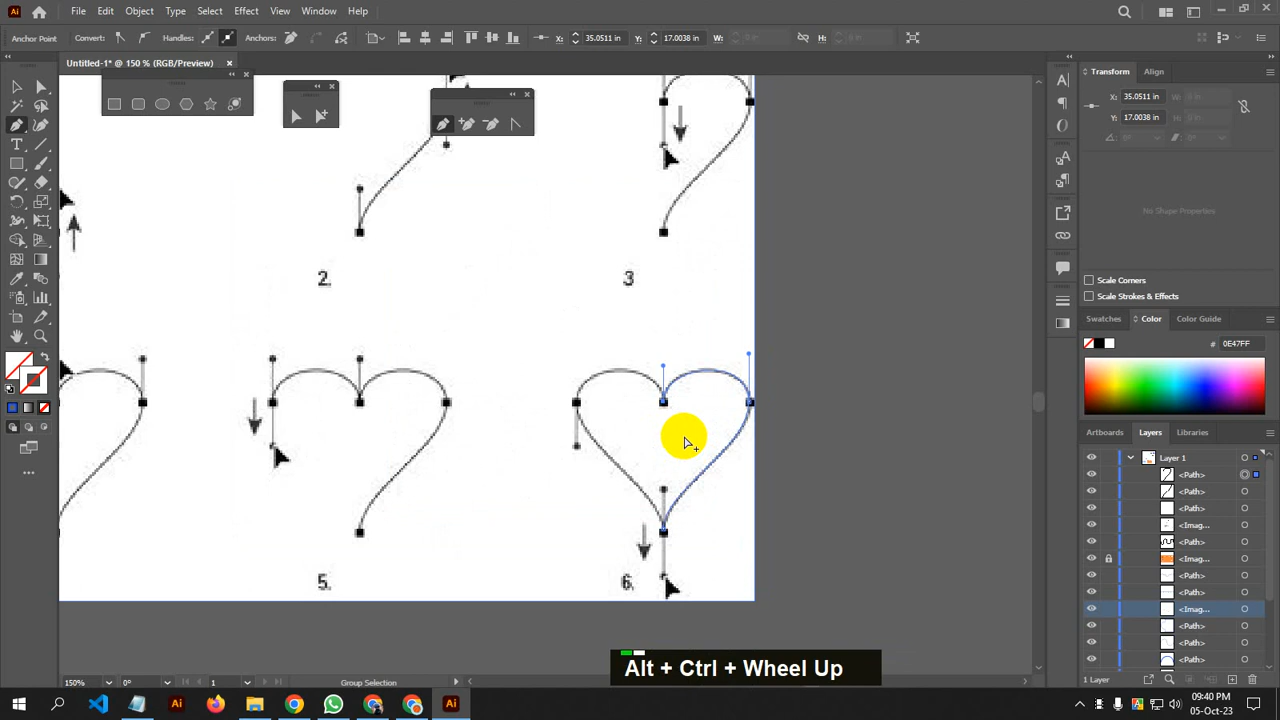 File Edit Object Type Select Effect View Window Help
Anchor Point Convert: Handles: Anchors: X: 35.0511 in Y: 17.0038 in W: H:
Untitled-1* @ 150 % (RGB/Preview)
Transform Align
X: 35.0511 in W: 0 in
Y: 17.0038 in H: 0 in
No Shape Properties
Scale Corners
Scale Strokes & Effects
Swatches Color Color Guide
# 0E47FF
Artboards Layers Libraries
Layer 1
<Path>
<Path>
<Path>
<Imag...
<Path>
<Imag...
<Path>
<Path>
<Imag...
<Path>
<Path>
<Path>
1 Layer
2.
3
5.
6.
Alt + Ctrl + Wheel Up
150% 0° 1 Group Selection
09:40 PM
05-Oct-23